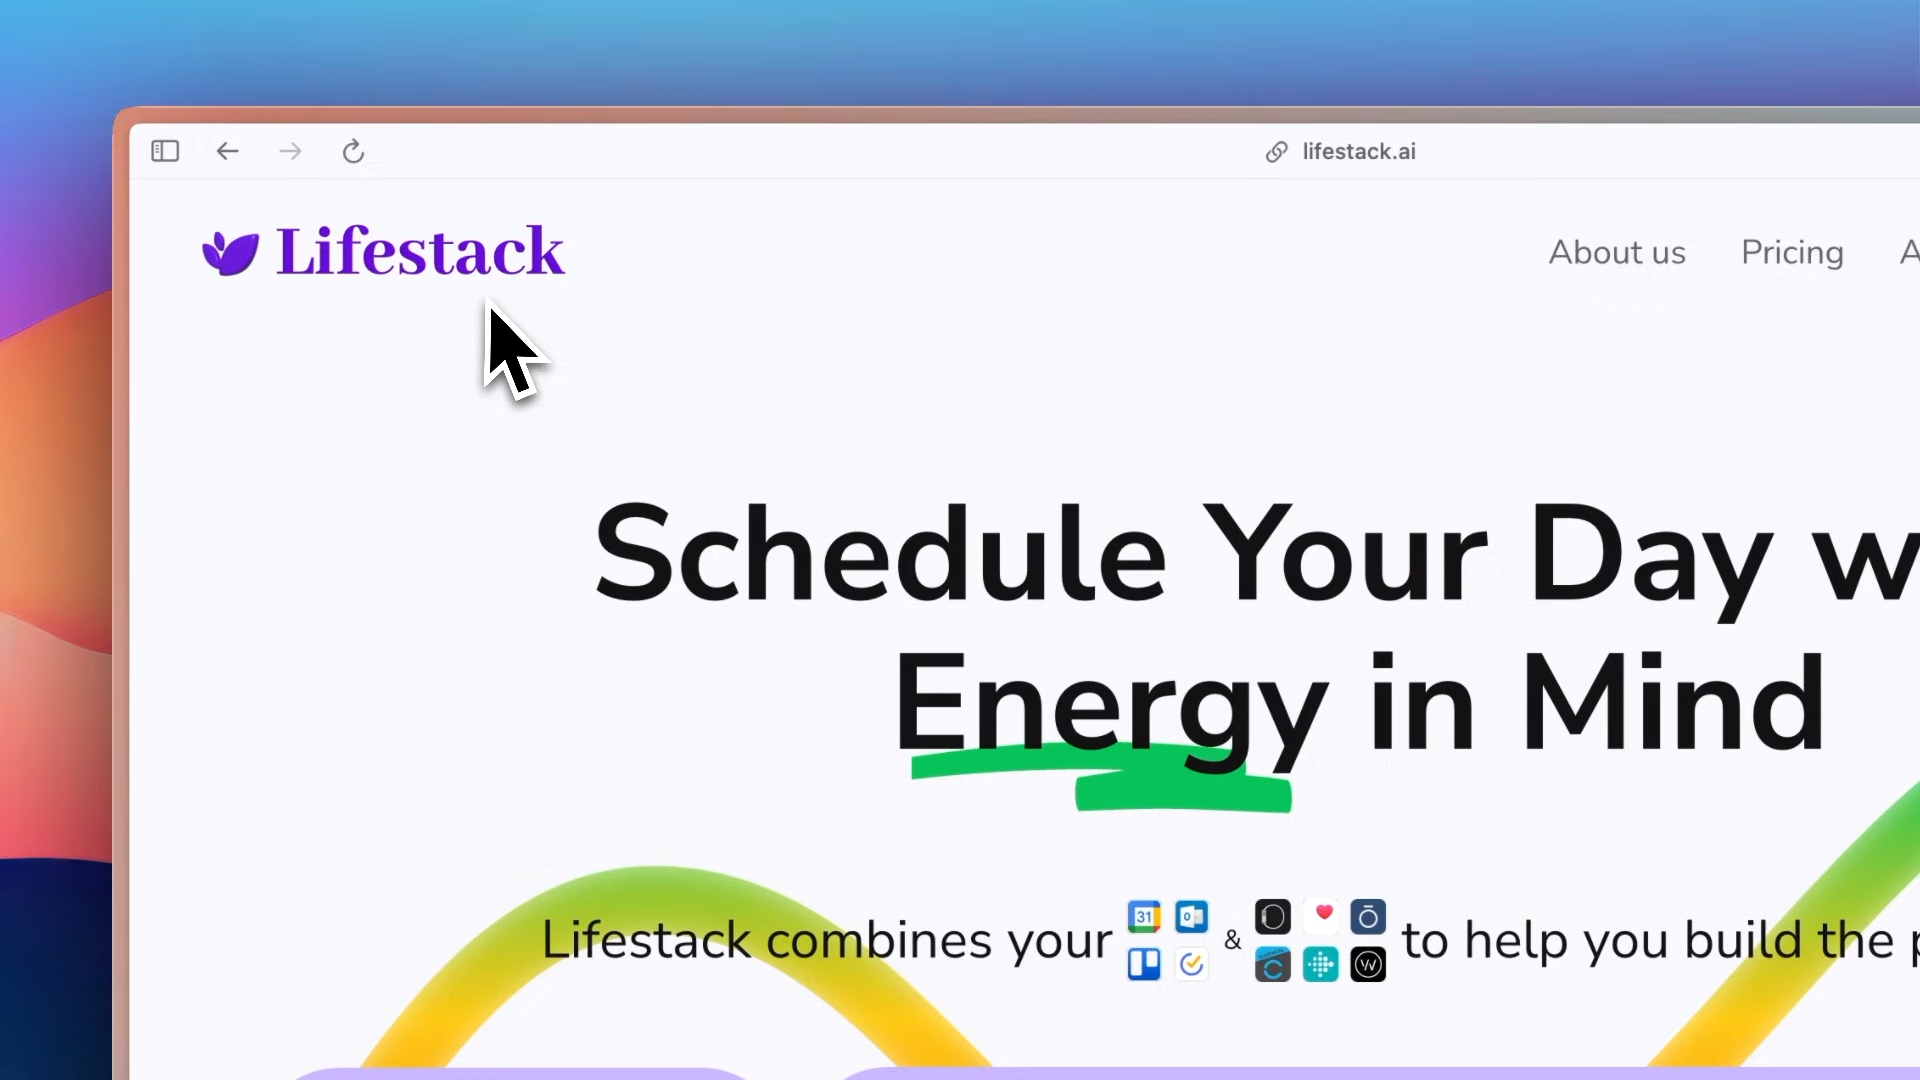 lifestack.ai
Lifestack
About us Pricing
Schedule Your Day
Energy in Mind
Lifestack combines your & to help you build the
31